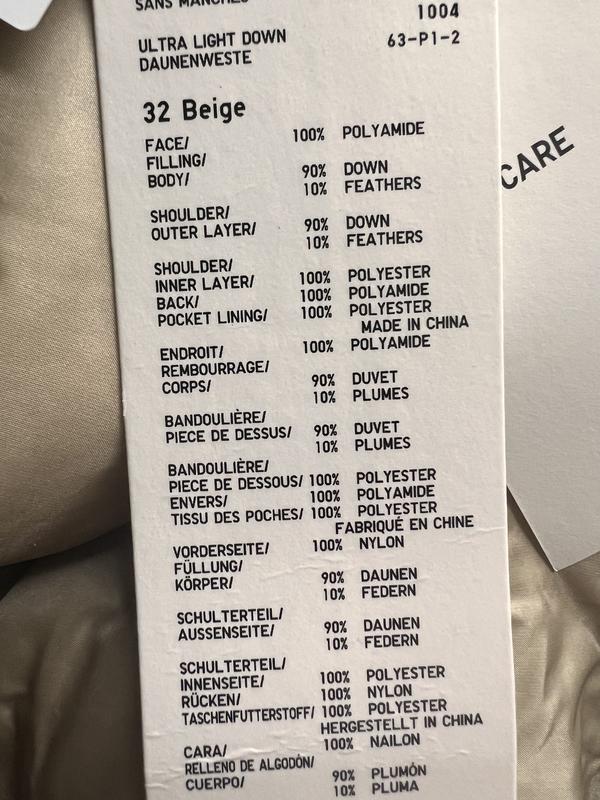 SANS MANCHES
1004
ULTRA LIGHT DOWN 63-P1-2
DAUNENWESTE
32 Beige
FACE/ 100% POLYAMIDE
FILLING/
BODY/ 90% DOWN
10% FEATHERS
SHOULDER/
OUTER LAYER/ 90% DOWN
10% FEATHERS
SHOULDER/
INNER LAYER/ 100% POLYESTER
BACK/ 100% POLYAMIDE
POCKET LINING/ 100% POLYESTER
MADE IN CHINA
ENDROIT/ 100% POLYAMIDE
REMBOURRAGE/
CORPS/ 90% DUVET
10% PLUMES
BANDOULIÈRE/
PIECE DE DESSUS/ 90% DUVET
10% PLUMES
BANDOULIÈRE/
PIECE DE DESSOUS/ 100% POLYESTER
ENVERS/ 100% POLYAMIDE
TISSU DES POCHES/ 100% POLYESTER
FABRIQUÉ EN CHINE
VORDERSEITE/ 100% NYLON
FÜLLUNG/
KÖRPER/ 90% DAUNEN
10% FEDERN
SCHULTERTEIL/
AUSSENSEITE/ 90% DAUNEN
10% FEDERN
SCHULTERTEIL/
INNENSEITE/ 100% POLYESTER
RÜCKEN/ 100% NYLON
TASCHENFUTTERSTOFF/ 100% POLYESTER
HERGESTELLT IN CHINA
CARA/ 100% NAILON
RELLENO DE ALGODÓN/
CUERPO/ 90% PLUMÓN
10% PLUMA
CARE